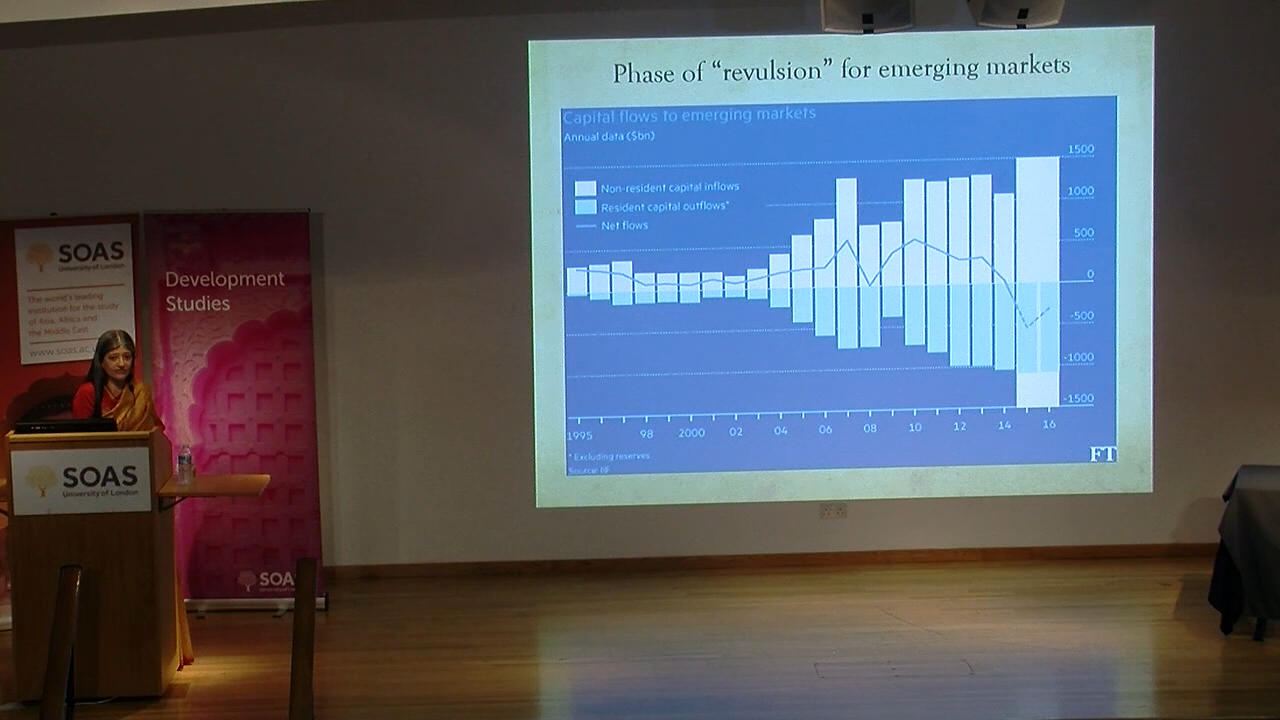 Phase of “revulsion” for emerging markets
Capital flows to emerging markets
Annual data ($bn)
Non-resident capital inflows
Resident capital outflows*
Net flows
1500
1000
500
0
-500
-1000
-1500
1995 98 2000 02 04 06 08 10 12 14 16
* Excluding reserves
Source: IIF
FT
SOAS
University of London
The world's leading
institution for the study
of Asia, Africa and
the Middle East
www.soas.ac.u
Development
Studies
SOAS
University of London
SOA